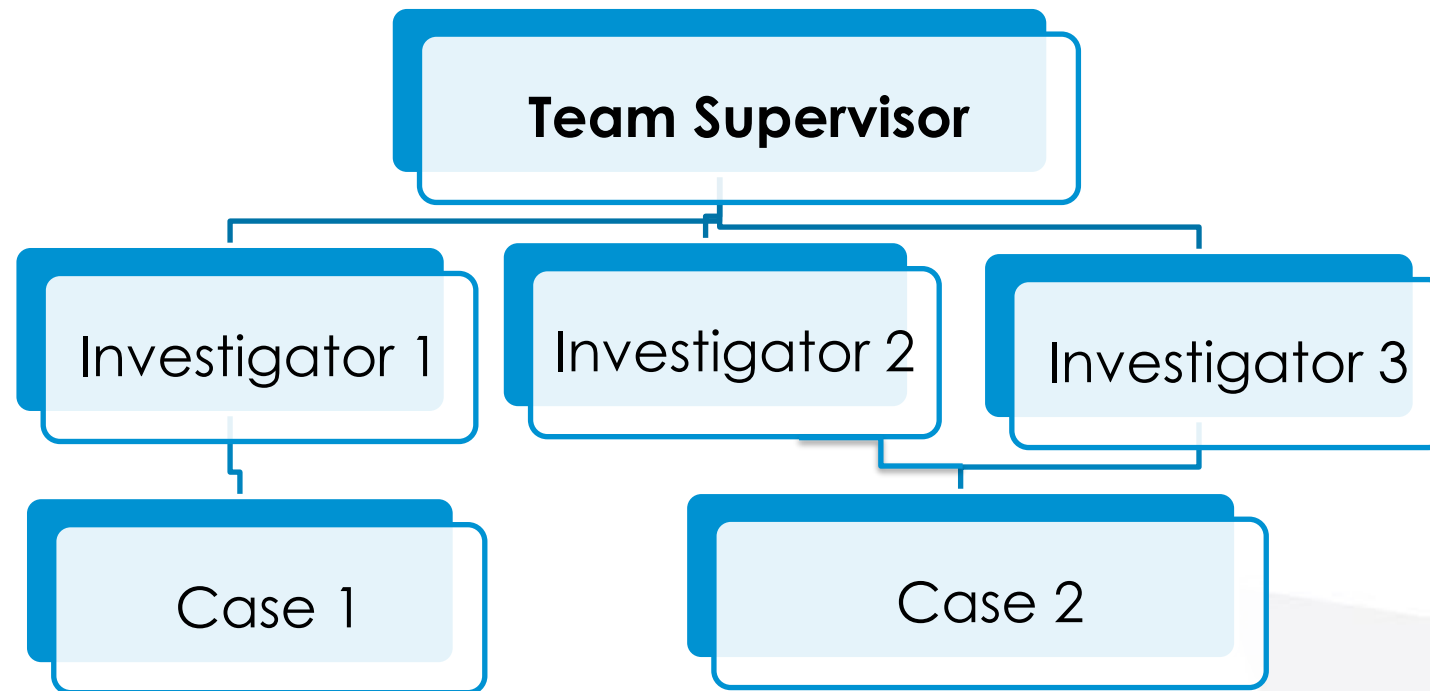 Team Supervisor
Investigator 1
Investigator 2
Investigator 3
Case 1
Case 2